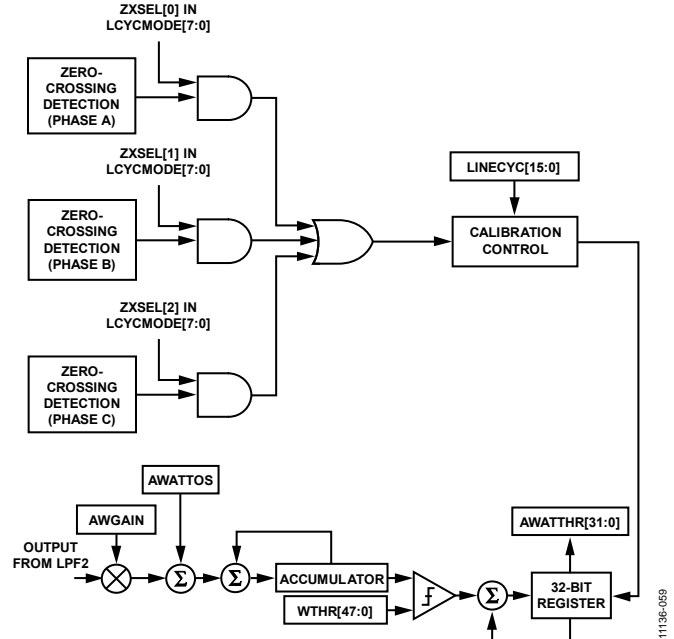 ZXSEL[0] IN
LCYCMODE[7:0]
ZERO-
CROSSING
DETECTION
(PHASE A)
ZXSEL[1] IN
LCYCMODE[7:0]
ZERO-
CROSSING
DETECTION
(PHASE B)
LINECYC[15:0]
CALIBRATION
CONTROL
ZXSEL[2] IN
LCYCMODE[7:0]
ZERO-
CROSSING
DETECTION
(PHASE C)
AWATTOS
AWGAIN
AWATTHR[31:0]
OUTPUT
FROM LPF2
Σ
Σ
ACCUMULATOR
WTHR[47:0]
Σ
32-BIT
REGISTER
11136-059